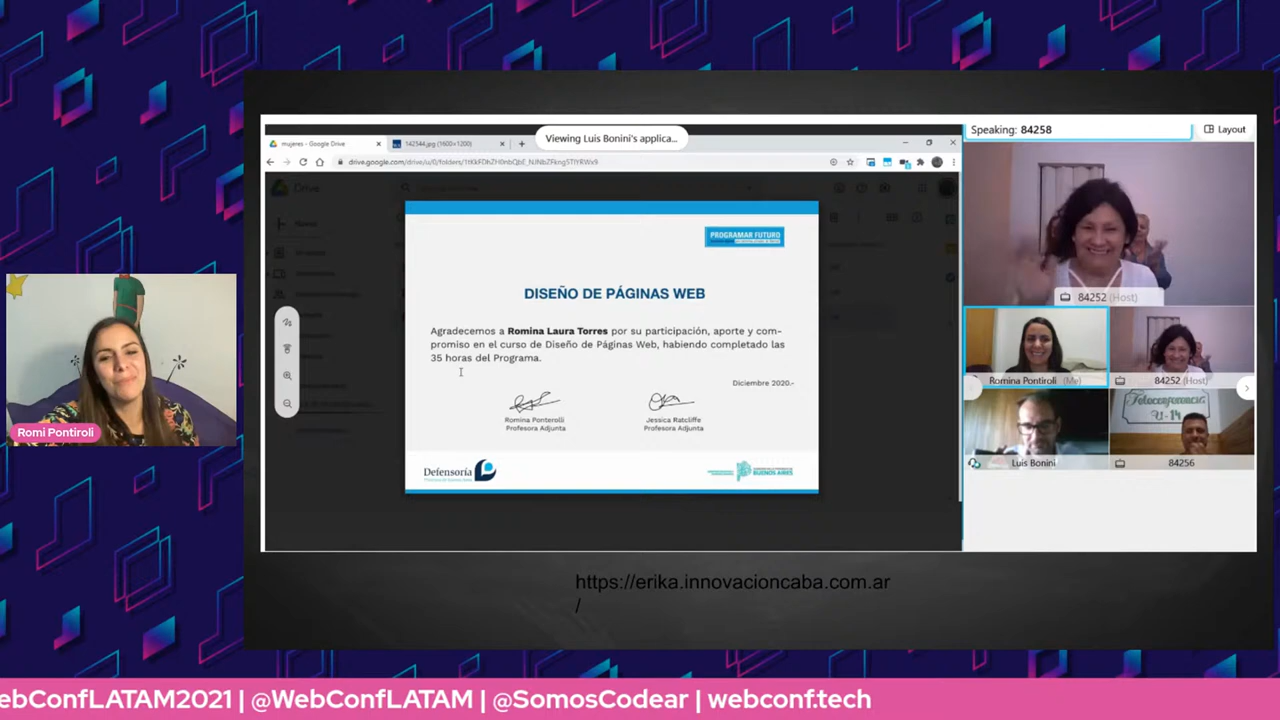 Viewing Luis Bonini's applica...
mujeres - Google Drive
142544.jpg (1600×1200)
Speaking: 84258
Layout
Drive
PROGRAMAR FUTURO
DISEÑO DE PÁGINAS WEB
Agradecemos a Romina Laura Torres por su participación, aporte y com-
promiso en el curso de Diseño de Páginas Web, habiendo completado las
35 horas del Programa.
Diciembre 2020.-
Romina Ponterolli
Profesora Adjunta
Jessica Ratcliffe
Profesora Adjunta
Defensoría
BUENOS AIRES
84252 (Host)
Romina Pontiroli (Me)
84252 (Host)
Teleconferencia
U-14
Luis Bonini
84256
Romi Pontiroli
https://erika.innovacioncaba.com.ar
/
ebConfLATAM2021 | @WebConfLATAM | @SomosCodear | webconf.tech